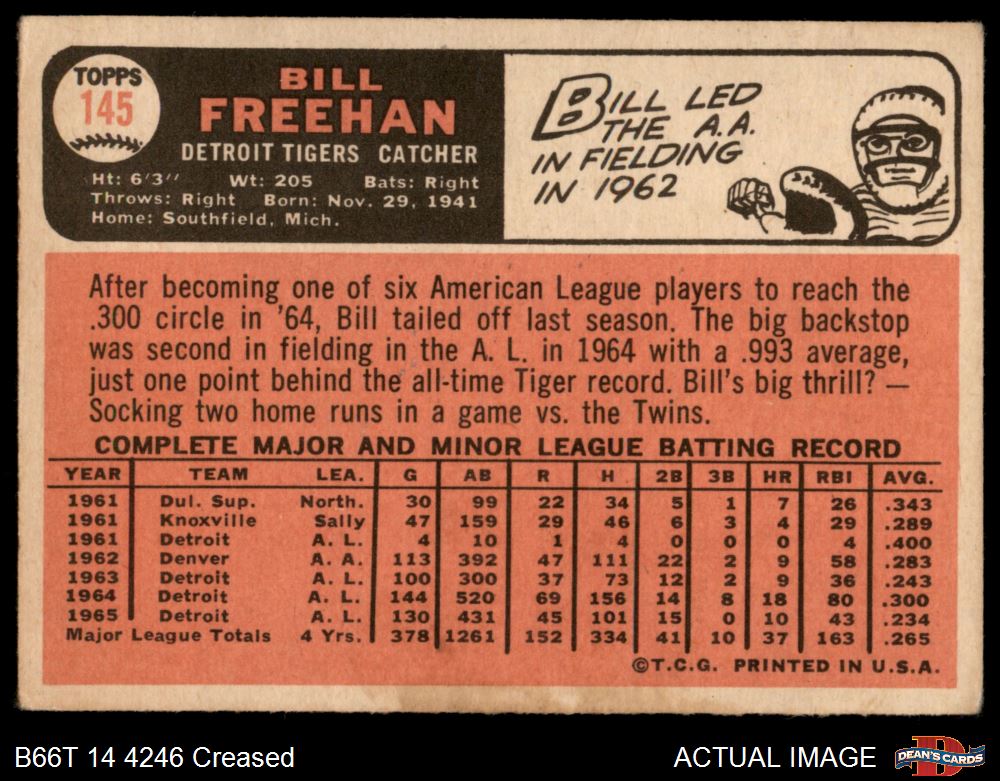 TOPPS
145
BILL
FREEHAN
DETROIT TIGERS CATCHER
Ht: 6'3" Wt: 205 Bats: Right
Throws: Right Born: Nov. 29, 1941
Home: Southfield, Mich.
BILL LED
THE A.A.
IN FIELDING
IN 1962
After becoming one of six American League players to reach the
.300 circle in '64, Bill tailed off last season. The big backstop
was second in fielding in the A. L. in 1964 with a .993 average,
just one point behind the all-time Tiger record. Bill's big thrill? —
Socking two home runs in a game vs. the Twins.
COMPLETE MAJOR AND MINOR LEAGUE BATTING RECORD
YEAR TEAM LEA. G AB R H 2B 3B HR RBI AVG.
1961 Dul. Sup. North. 30 99 22 34 5 1 7 26 .343
1961 Knoxville Sally 47 159 29 46 6 3 4 29 .289
1961 Detroit A. L. 4 10 1 4 0 0 0 4 .400
1962 Denver A. A. 113 392 47 111 22 2 9 58 .283
1963 Detroit A. L. 100 300 37 73 12 2 9 36 .243
1964 Detroit A. L. 144 520 69 156 14 8 18 80 .300
1965 Detroit A. L. 130 431 45 101 15 0 10 43 .234
Major League Totals 4 Yrs. 378 1261 152 334 41 10 37 163 .265
©T.C.G. PRINTED IN U.S.A.
B66T 14 4246 Creased
ACTUAL IMAGE
D
DEAN'S CARDS